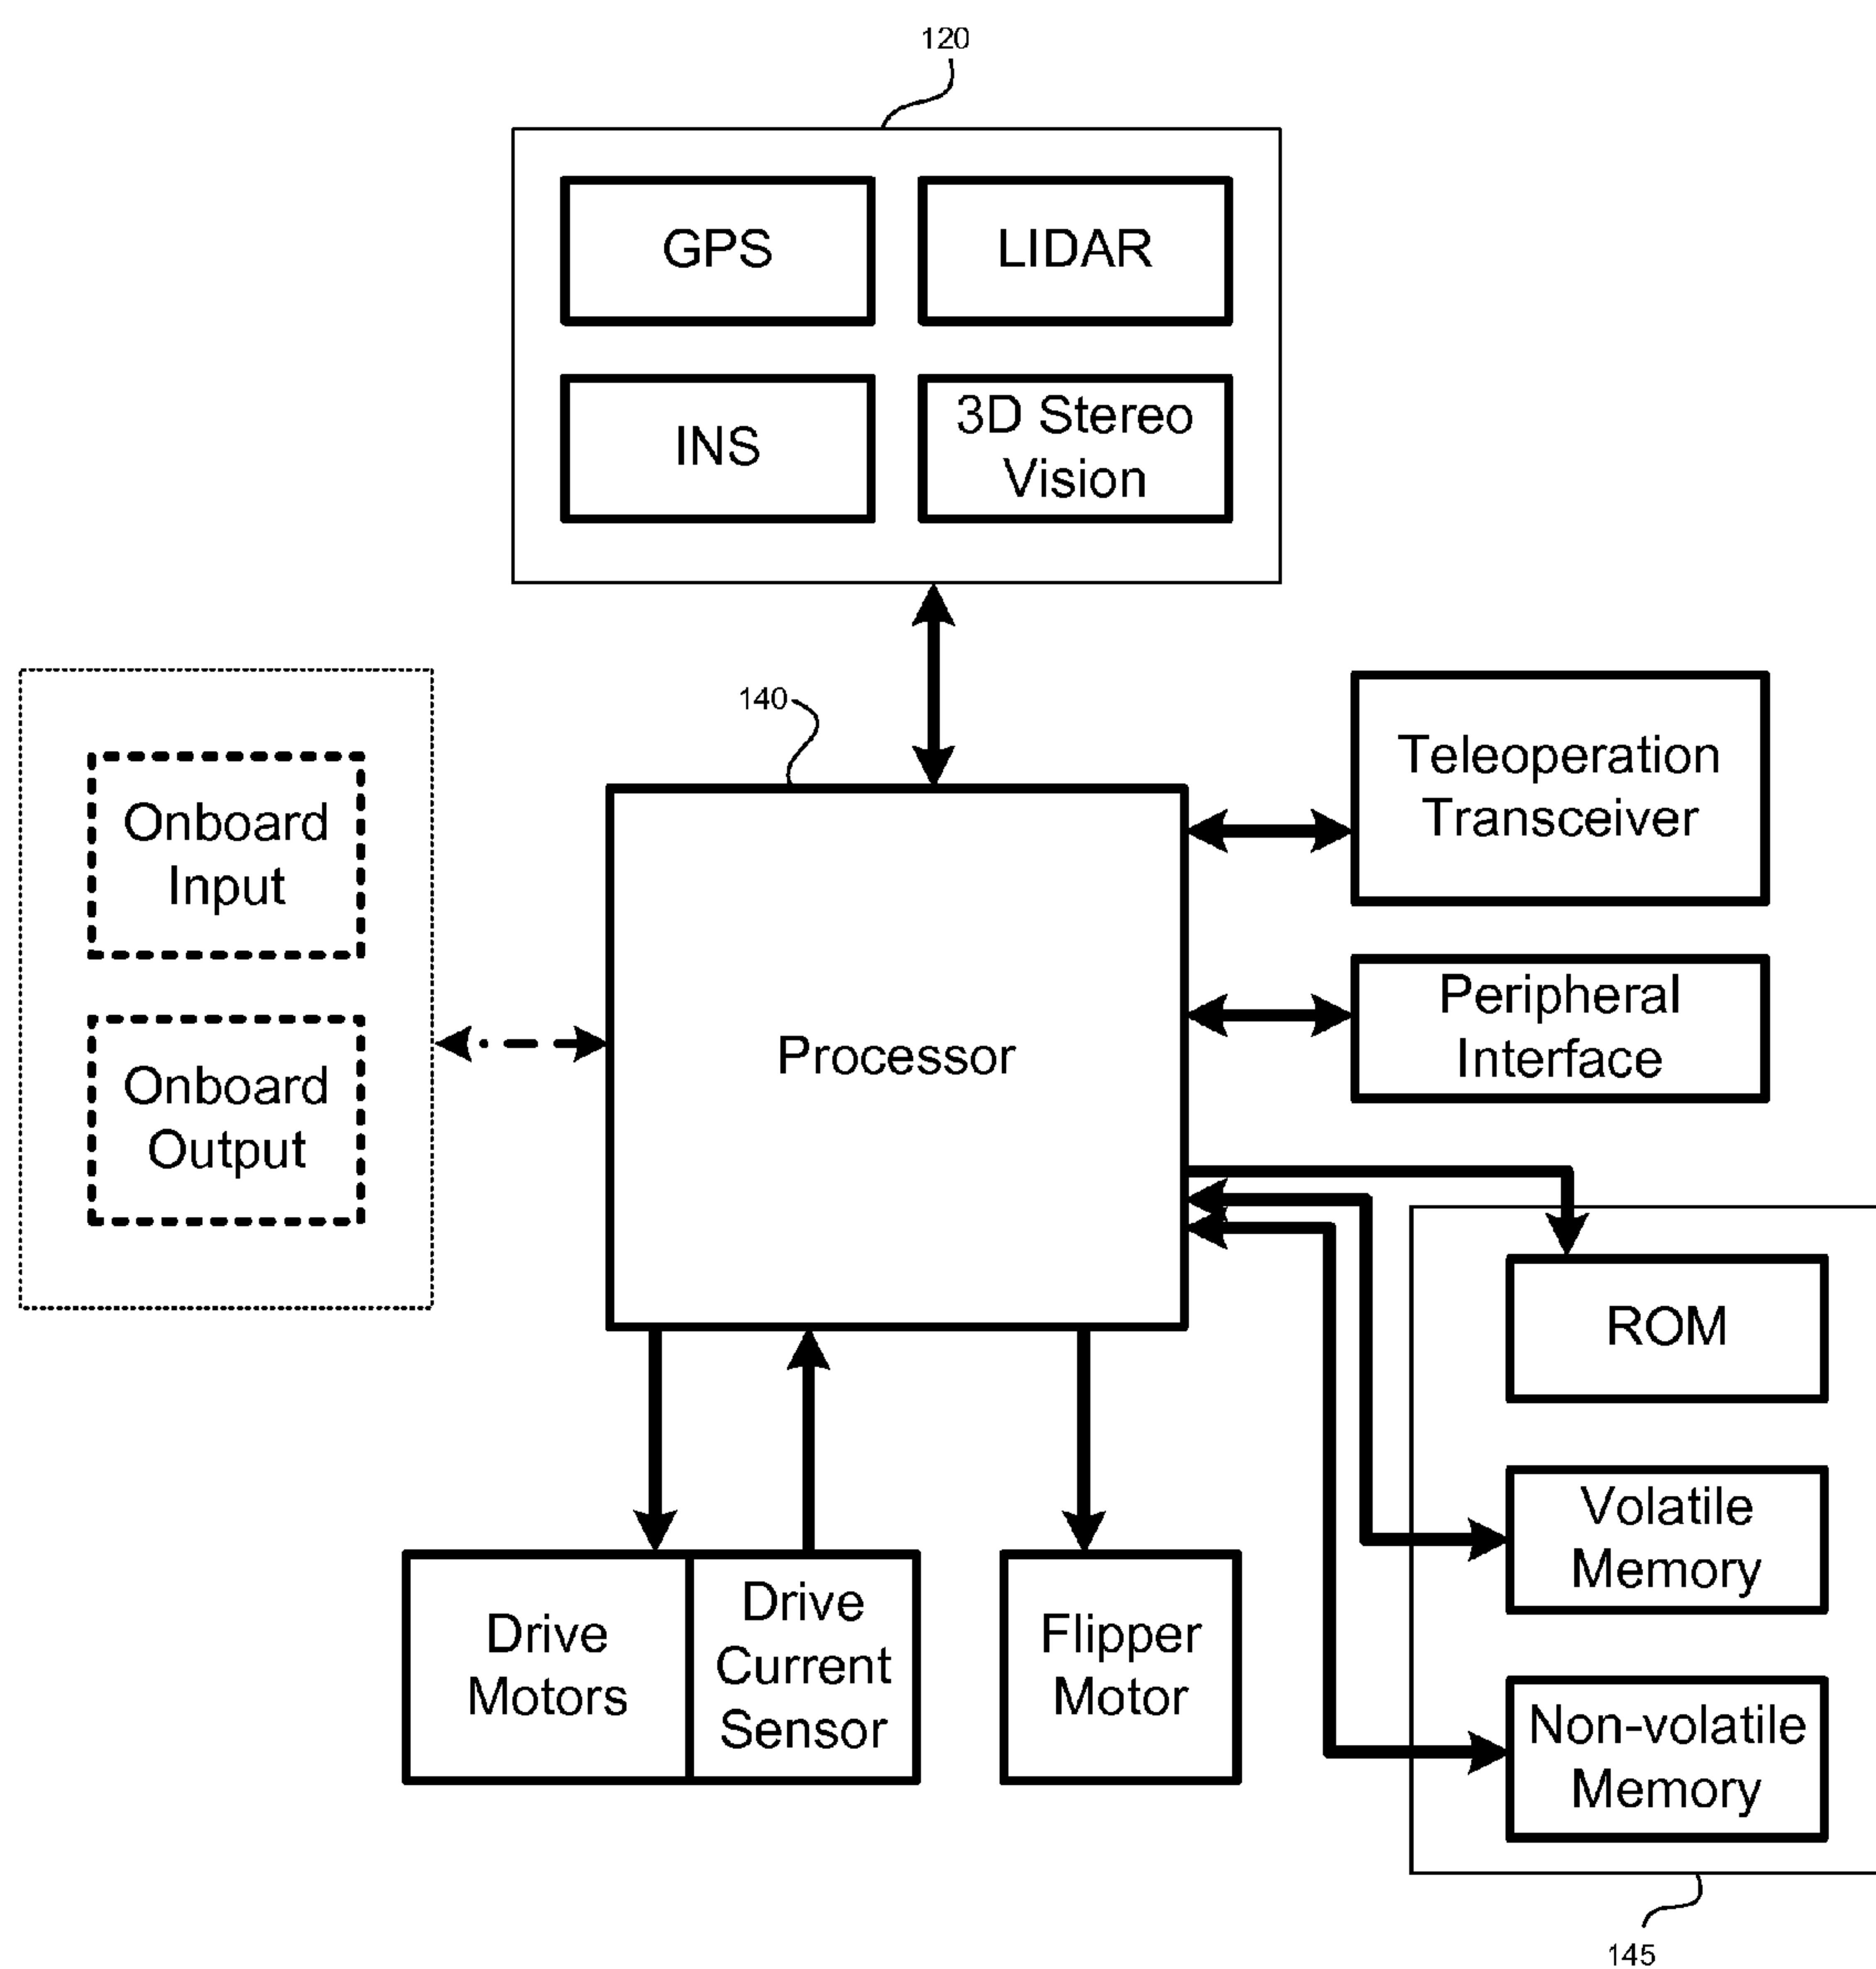 120
GPS
LIDAR
INS
3D Stereo
Vision
140
Teleoperation
Transceiver
Onboard
Input
Peripheral
Interface
Processor
Onboard
Output
ROM
Volatile
Memory
Drive
Motors
Drive
Current
Sensor
Flipper
Motor
Non-volatile
Memory
145